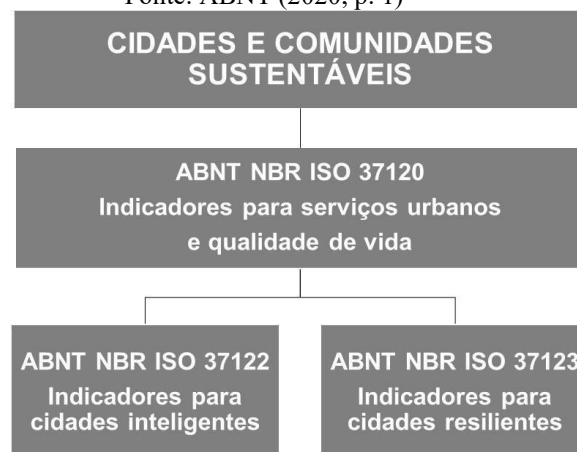 Fonte: ABNT (2020, p. 1)
CIDADES E COMUNIDADES
SUSTENTÁVEIS
ABNT NBR ISO 37120
Indicadores para serviços urbanos
e qualidade de vida
ABNT NBR ISO 37122
Indicadores para
cidades inteligentes
ABNT NBR ISO 37123
Indicadores para
cidades resilientes